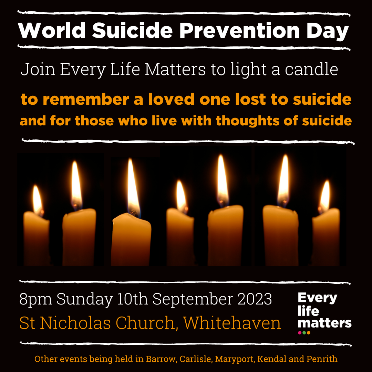 World Suicide Prevention Day
Join Every Life Matters to light a candle
to remember a loved one lost to suicide
and for those who live with thoughts of suicide
8pm Sunday 10th September 2023
St Nicholas Church, Whitehaven
Every
life
matters
Other events being held in Barrow, Carlisle, Maryport, Kendal and Penrith